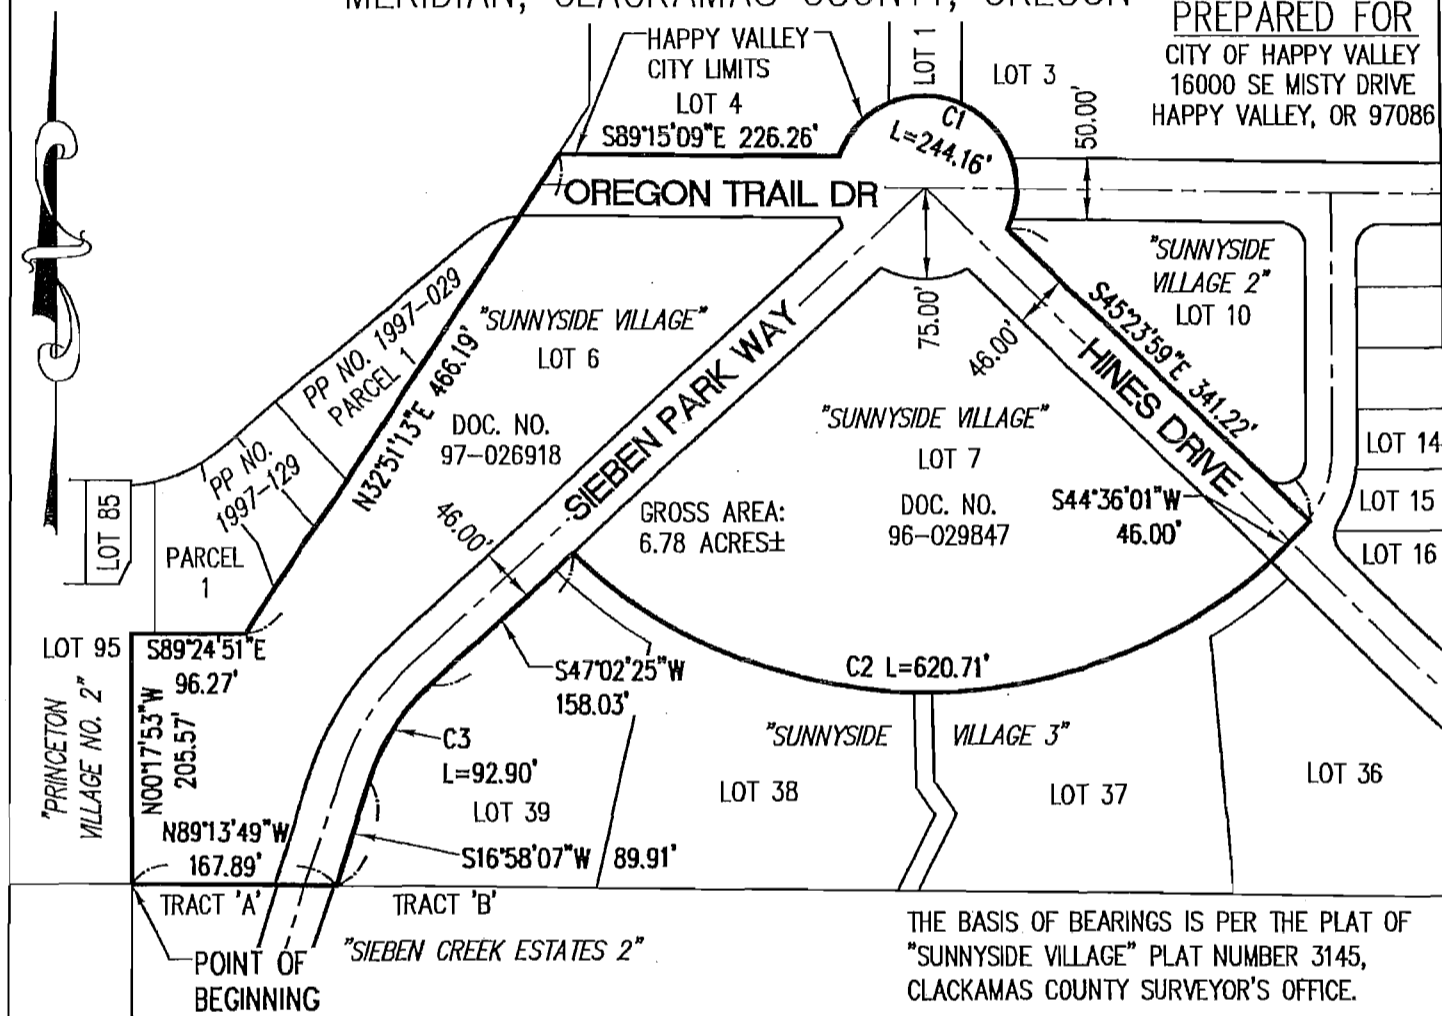 MERIDIAN, CLACKAMAS COUNTY, OREGON
PREPARED FOR
CITY OF HAPPY VALLEY
16000 SE MISTY DRIVE
HAPPY VALLEY, OR 97086
HAPPY VALLEY
CITY LIMITS
LOT 4
LOT 1
LOT 3
S89°15'09"E 226.26'
C1
L=244.16'
50.00'
OREGON TRAIL DR
"SUNNYSIDE
VILLAGE 2"
LOT 10
S45°23'59"E 341.22'
75.00'
46.00'
HINES DRIVE
PP NO. 1997-029
PARCEL 1
N32°51'13"E 466.19'
"SUNNYSIDE VILLAGE"
LOT 6
DOC. NO.
97-026918
SIEBEN PARK WAY
46.00'
"SUNNYSIDE VILLAGE"
LOT 7
GROSS AREA:
6.78 ACRES±
DOC. NO.
96-029847
S44°36'01"W
46.00'
LOT 14
LOT 15
LOT 16
PP NO.
1997-129
PARCEL
1
LOT 85
LOT 95
S89°24'51"E
96.27'
"PRINCETON
VILLAGE NO. 2"
N00°17'53"W
205.57'
S47°02'25"W
158.03'
C2 L=620.71'
C3
L=92.90'
LOT 39
"SUNNYSIDE VILLAGE 3"
LOT 38
LOT 37
LOT 36
N89°13'49"W
167.89'
S16°58'07"W 89.91'
TRACT 'A'
TRACT 'B'
"SIEBEN CREEK ESTATES 2"
POINT OF
BEGINNING
THE BASIS OF BEARINGS IS PER THE PLAT OF
"SUNNYSIDE VILLAGE" PLAT NUMBER 3145,
CLACKAMAS COUNTY SURVEYOR'S OFFICE.